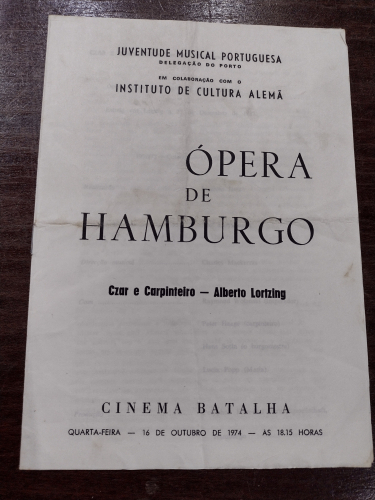 JUVENTUDE MUSICAL PORTUGUESA
DELEGAÇÃO DO PORTO
EM COLABORAÇÃO COM O
INSTITUTO DE CULTURA ALEMÃ
ÓPERA
DE
HAMBURGO
Czar e Carpinteiro — Alberto Lortzing
CINEMA BATALHA
QUARTA-FEIRA — 16 DE OUTUBRO DE 1974 — AS 18.15 HORAS